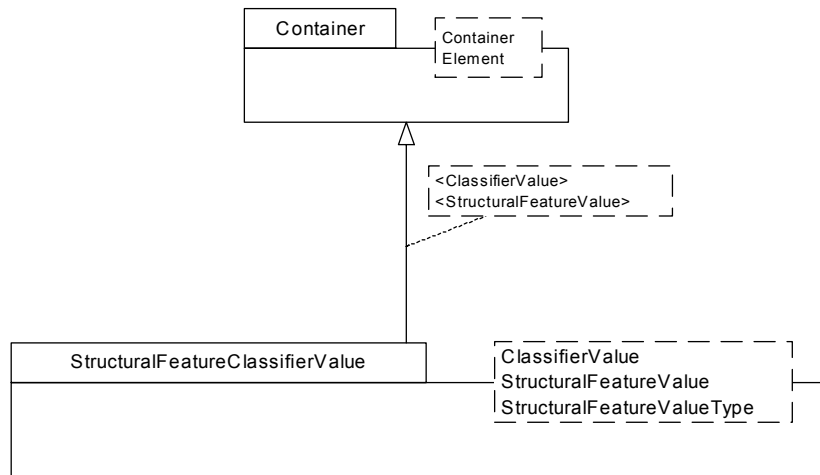 Container
Container
Element
<ClassifierValue>
<StructuralFeatureValue>
StructuralFeatureClassifierValue
ClassifierValue
StructuralFeatureValue
StructuralFeatureValueType